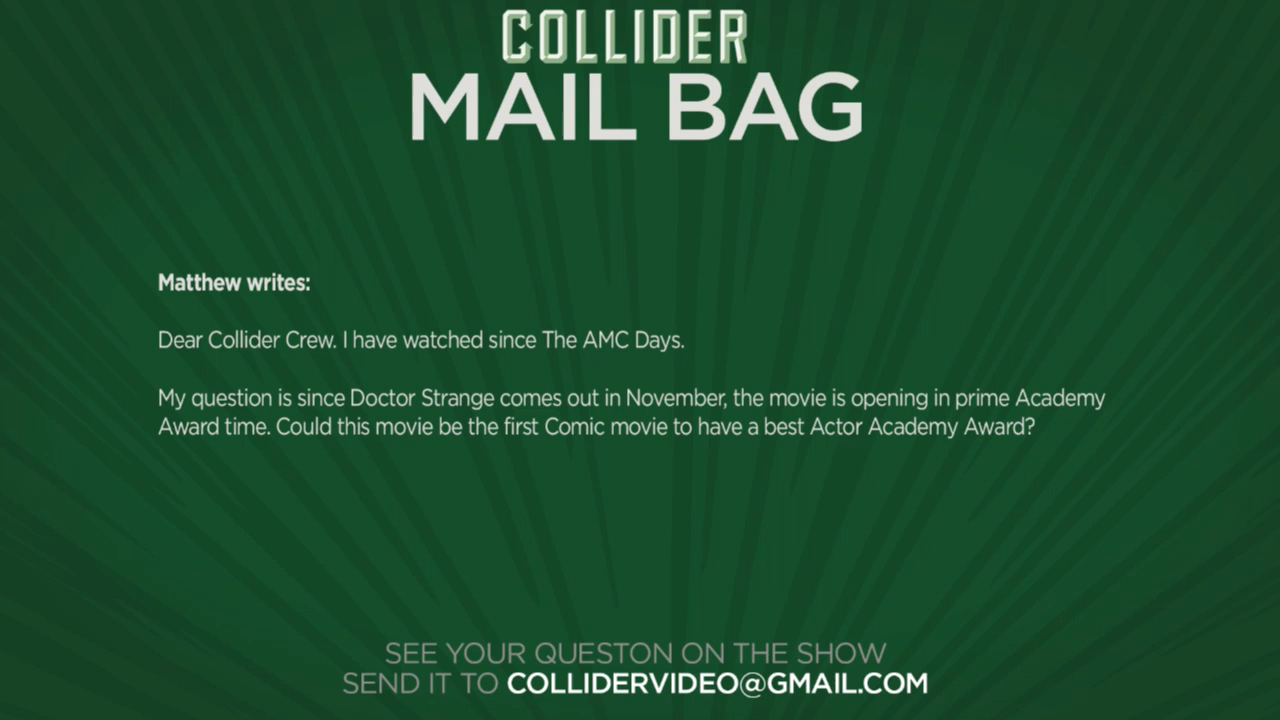 COLLIDER
MAIL BAG
Matthew writes:
Dear Collider Crew. I have watched since The AMC Days.
My question is since Doctor Strange comes out in November, the movie is opening in prime Academy
Award time. Could this movie be the first Comic movie to have a best Actor Academy Award?
SEE YOUR QUESTON ON THE SHOW
SEND IT TO COLLIDERVIDEO@GMAIL.COM